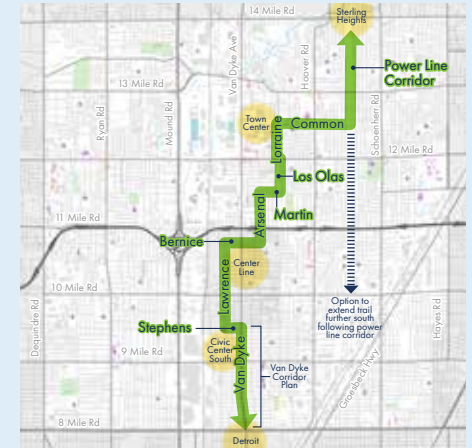 14 Mile Rd
Sterling
Heights
Van Dyke Ave
Hoover Rd
Power Line
Corridor
13 Mile Rd
Ryan Rd
Mound Rd
Schoenherr Rd
Town
Center
Common
Lorraine
12 Mile Rd
Los Olas
Martin
Arsenal
11 Mile Rd
Bernice
Center
Line
Lawrence
10 Mile Rd
Option to
extend trail
further south
following power
line corridor
Dequindre Rd
Hayes Rd
Stephens
Civic
Center
South
9 Mile Rd
Van Dyke
Van Dyke
Corridor
Plan
Groesbeck Hwy
8 Mile Rd
Detroit